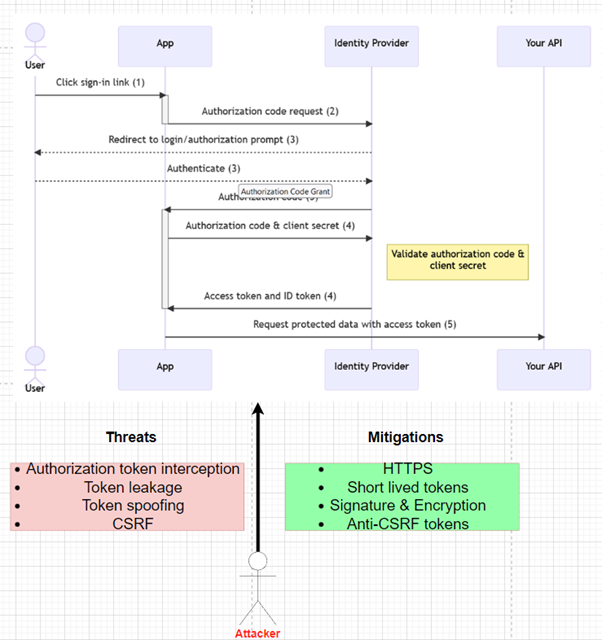 User
App
Identity Provider
Your API
Click sign-in link (1)
Authorization code request (2)
Redirect to login/authorization prompt (3)
Authenticate (3)
Authorization Code Grant
Authorization code & client secret (4)
Validate authorization code &
client secret
Access token and ID token (4)
Request protected data with access token (5)
User
App
Identity Provider
Your API
Threats
• Authorization token interception
• Token leakage
• Token spoofing
• CSRF
Mitigations
• HTTPS
• Short lived tokens
• Signature & Encryption
• Anti-CSRF tokens
Attacker